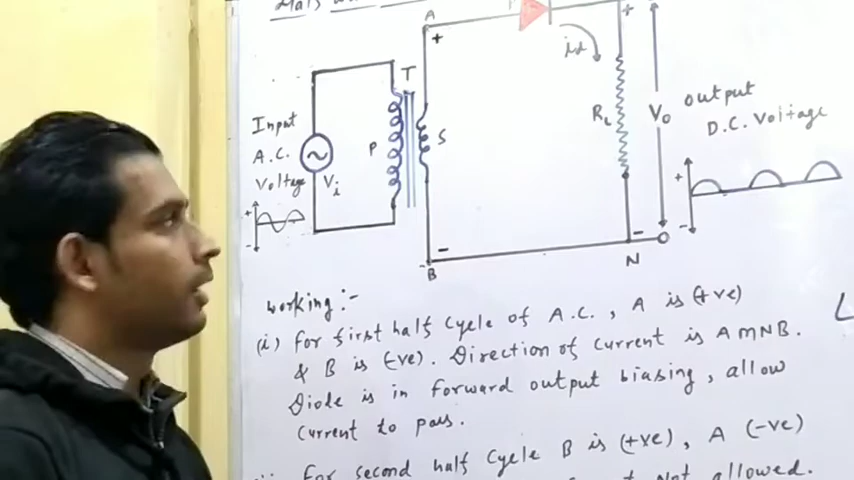 Half
A
+
P
+
id
T
Input
A.C.
Voltage
Vi
P
S
RL
Vo
output
D.C. Voltage
+
-
+
-
-
B
-
N
working :-
(i) For first half Cycle of A.C., A is (+ve)
& B is (-ve). Direction of Current is AMNB.
Diode is in forward output biasing, allow
Current to pass.
For second half Cycle B is (+ve), A (-ve)
Not allowed.